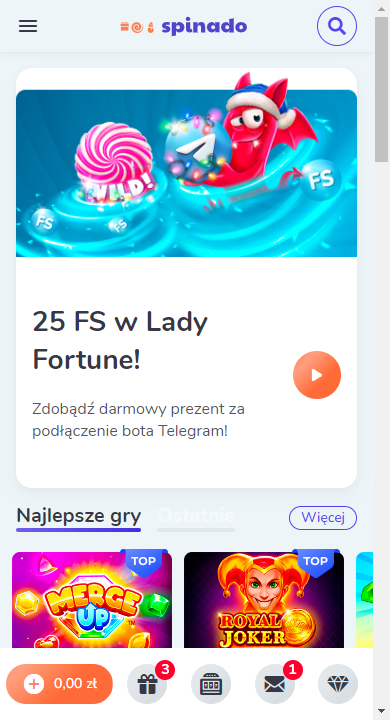 spinado
WILD!
FS
FS
FS
25 FS w Lady
Fortune!
Zdobądź darmowy prezent za
podłączenie bota Telegram!
Najlepsze gry
Ostatnie
Więcej
TOP
TOP
MERGE
UP
TM
ROYAL
JOKER
0,00 zł
3
1